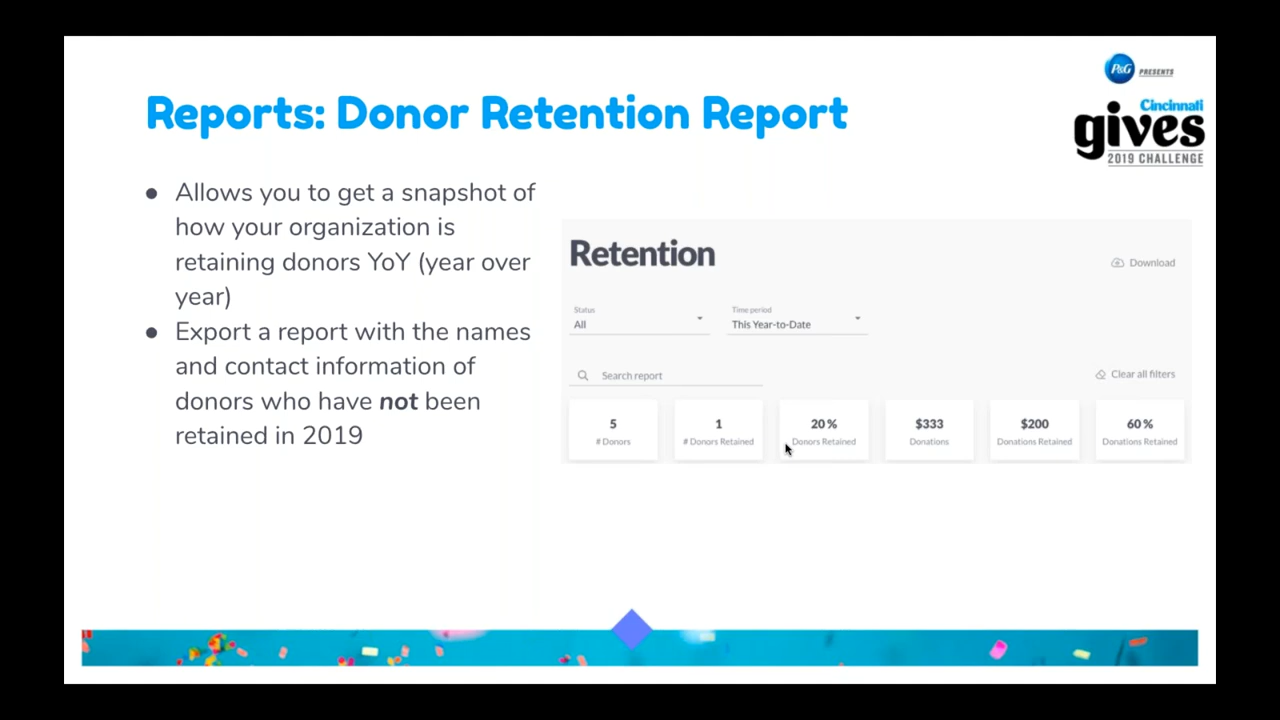 P&G PRESENTS
Cincinnati
gives
2019 CHALLENGE
Reports: Donor Retention Report
● Allows you to get a snapshot of
how your organization is
retaining donors YoY (year over
year)
● Export a report with the names
and contact information of
donors who have not been
retained in 2019
Retention
Download
Status
All
Time period
This Year-to-Date
Search report
Clear all filters
5
# Donors
1
# Donors Retained
20 %
Donors Retained
$333
Donations
$200
Donations Retained
60 %
Donations Retained